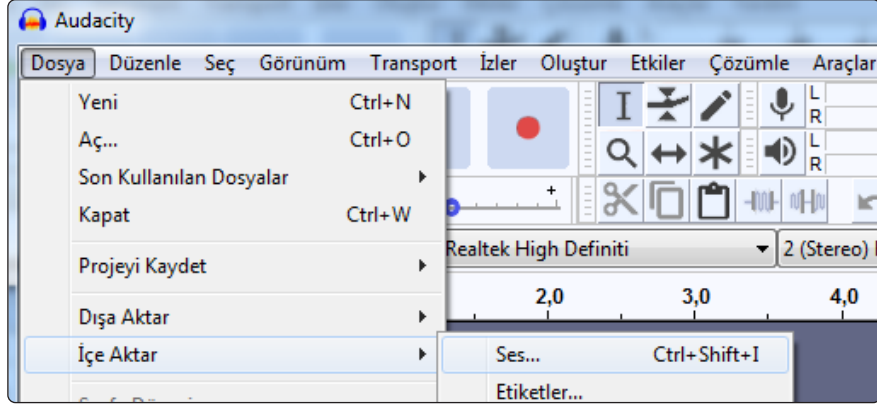 Audacity
Dosya Düzenle Seç Görünüm Transport İzler Oluştur Etkiler Çözümle Araçlar
Yeni Ctrl+N
Aç... Ctrl+O
Son Kullanılan Dosyalar
Kapat Ctrl+W
Projeyi Kaydet
Dışa Aktar
İçe Aktar
Ses... Ctrl+Shift+I
Etiketler...
L
R
L
R
Realtek High Definiti 2 (Stereo)
2,0 3,0 4,0